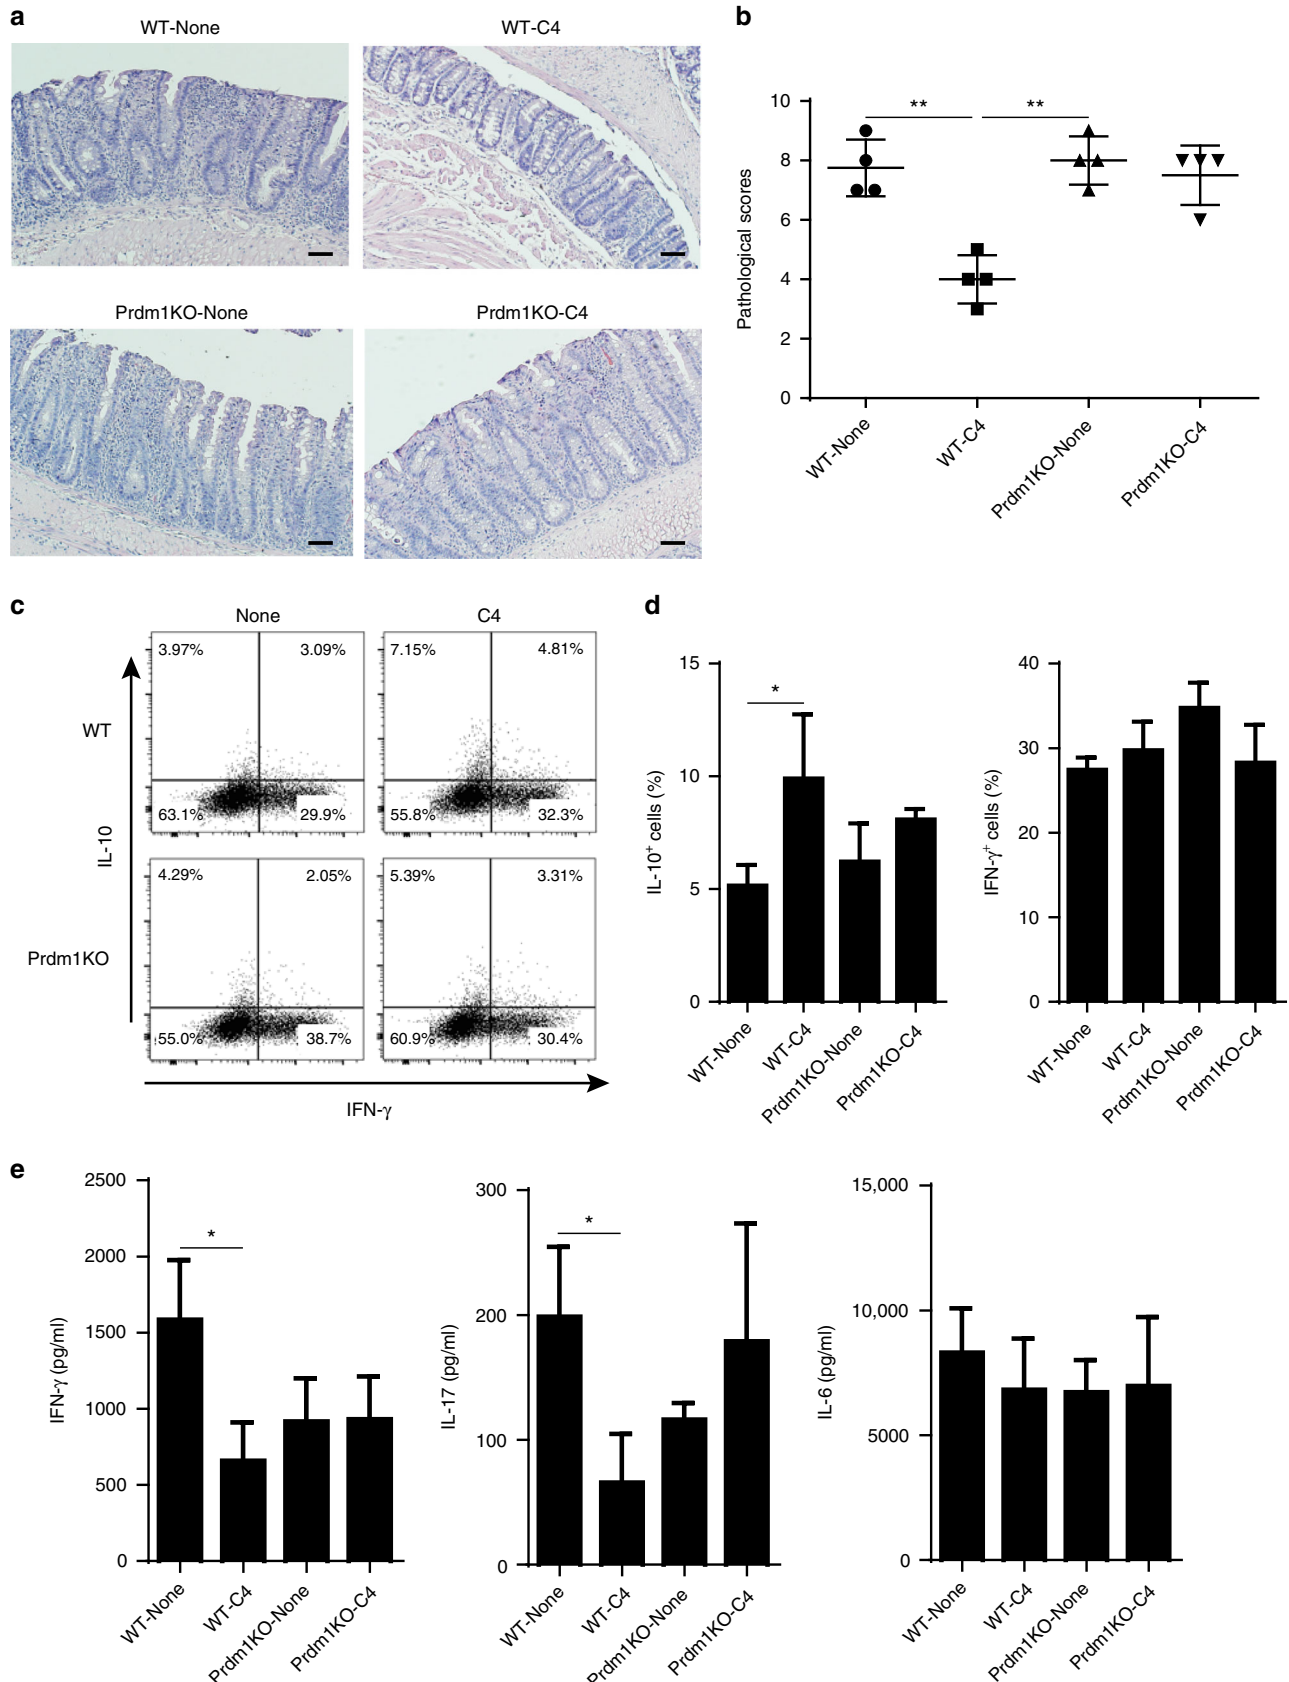 a
WT-None
WT-C4
Prdm1KO-None
Prdm1KO-C4
b
**
**
10
8
6
4
2
0
Pathological scores
WT-None
WT-C4
Prdm1KO-None
Prdm1KO-C4
c
None
C4
WT
Prdm1KO
IL-10
3.97%
3.09%
63.1%
29.9%
7.15%
4.81%
55.8%
32.3%
4.29%
2.05%
55.0%
38.7%
5.39%
3.31%
60.9%
30.4%
IFN-γ
d
15
10
5
0
*
IL-10⁺ cells (%)
WT-None
WT-C4
Prdm1KO-None
Prdm1KO-C4
40
30
20
10
0
IFN-γ⁺ cells (%)
WT-None
WT-C4
Prdm1KO-None
Prdm1KO-C4
e
2500
2000
1500
1000
500
0
*
IFN-γ (pg/ml)
WT-None
WT-C4
Prdm1KO-None
Prdm1KO-C4
300
200
100
0
*
IL-17 (pg/ml)
WT-None
WT-C4
Prdm1KO-None
Prdm1KO-C4
15,000
10,000
5000
0
IL-6 (pg/ml)
WT-None
WT-C4
Prdm1KO-None
Prdm1KO-C4